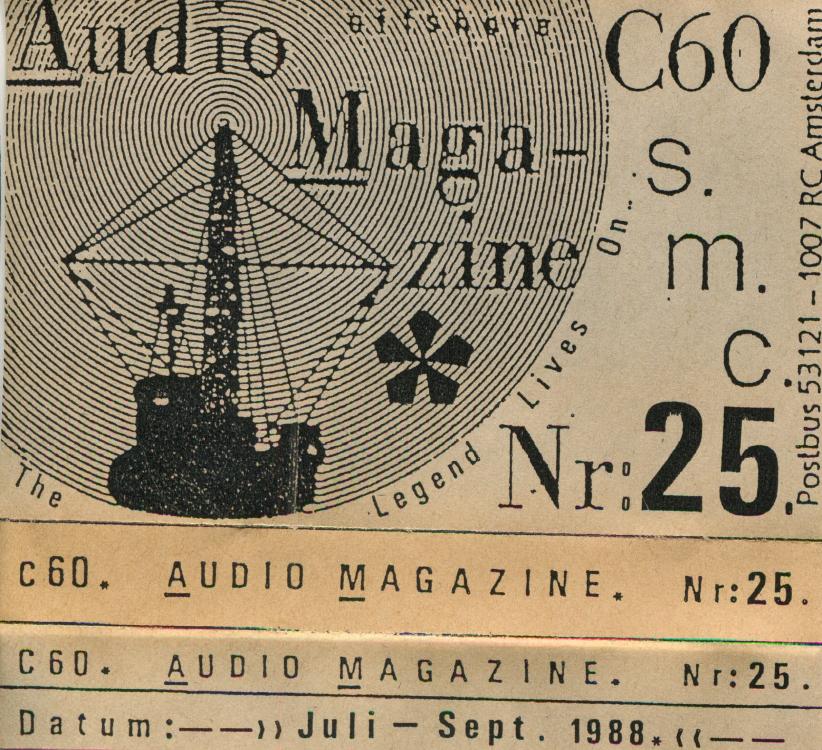 Audio
offshore
Maga-
zine
The Legend Lives On..
C60
s.
m.
c.
Nr:25.
Postbus 53121 – 1007 RC Amsterdam
c60. AUDIO MAGAZINE. Nr:25.
C60. AUDIO MAGAZINE. Nr:25.
Datum:——›› Juli – Sept. 1988. ‹‹——